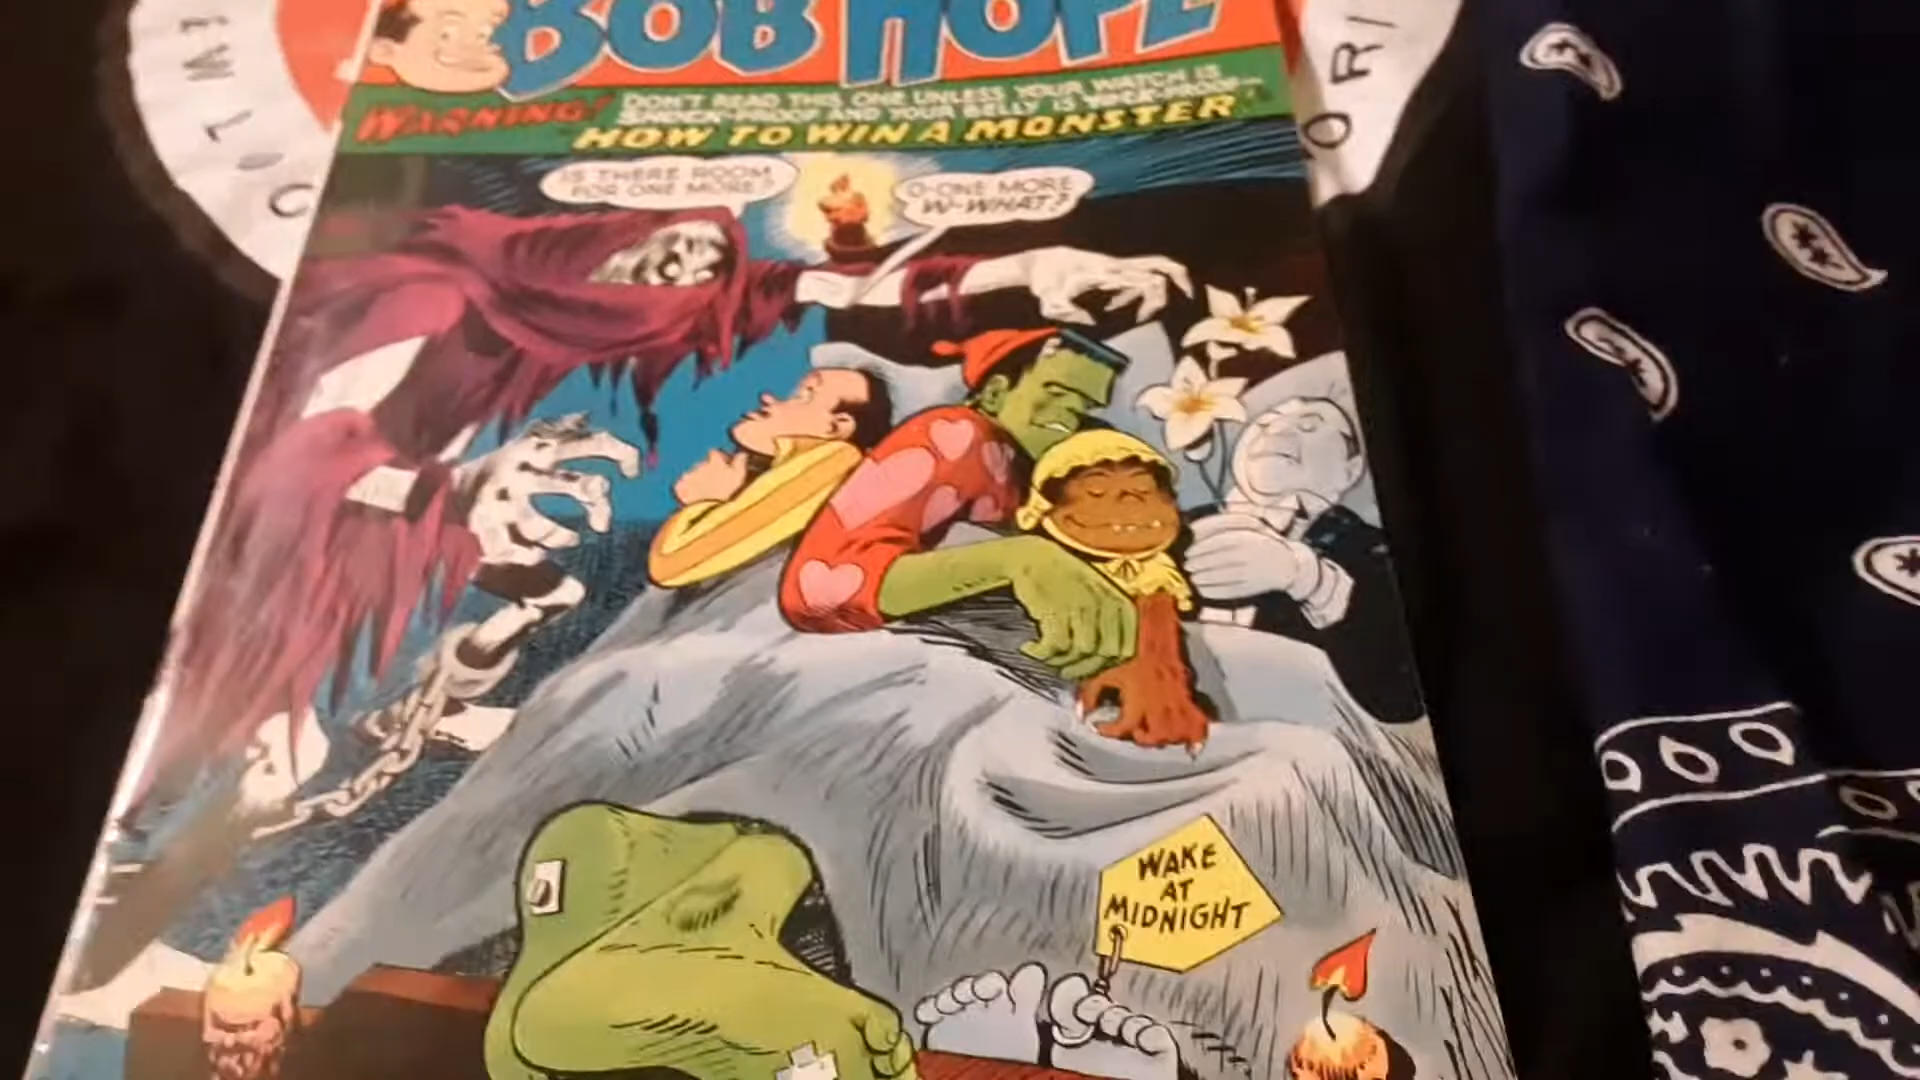 BOB HOPE
WARNING! DON'T READ THIS ONE UNLESS YOUR WATCH IS
SHOCK-PROOF AND YOUR BELLY IS YOCK-PROOF--
HOW TO WIN A MONSTER
IS THERE ROOM
FOR ONE MORE?
O-ONE MORE
W-WHAT?
WAKE
AT
MIDNIGHT